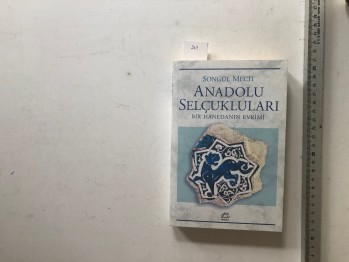 SONGÜL MECİT
ANADOLU
SELÇUKLULARI
BİR HANEDANIN EVRİMİ